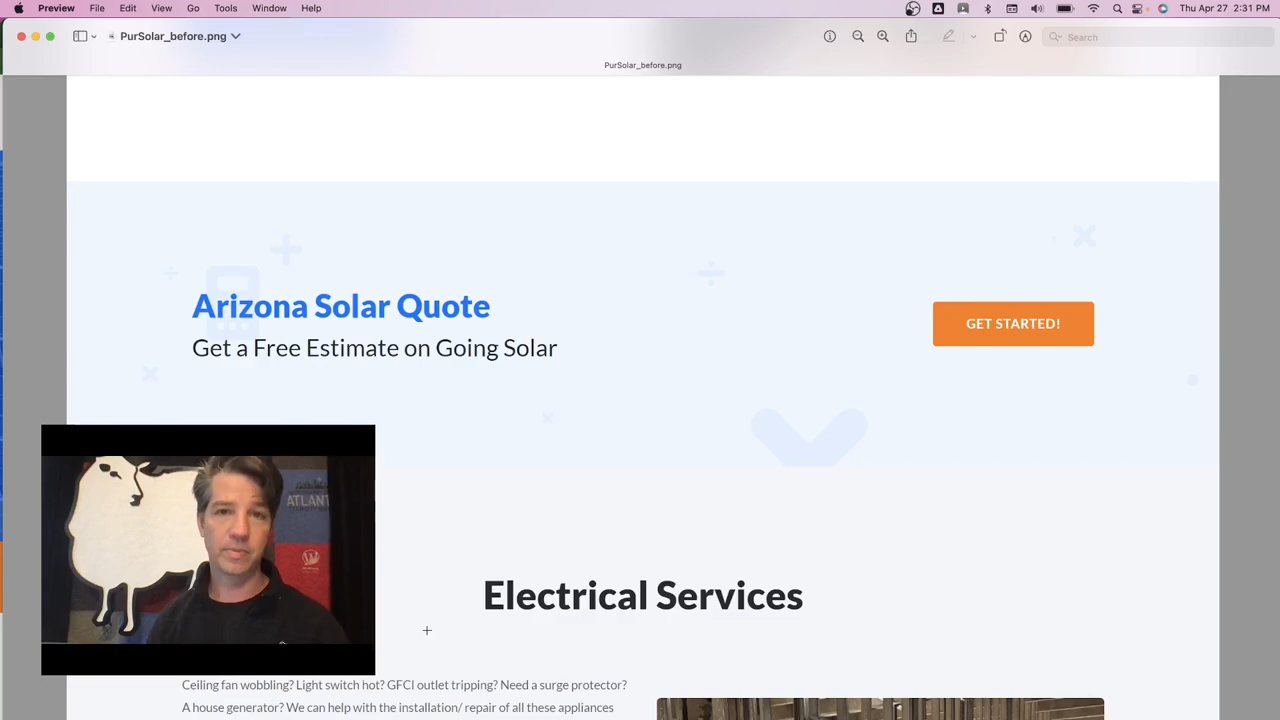 Preview File Edit View Go Tools Window Help Thu Apr 27 2:31 PM
PurSolar_before.png Search
PurSolar_before.png
Arizona Solar Quote
Get a Free Estimate on Going Solar
GET STARTED!
ATLANT
Electrical Services
Ceiling fan wobbling? Light switch hot? GFCI outlet tripping? Need a surge protector?
A house generator? We can help with the installation/ repair of all these appliances